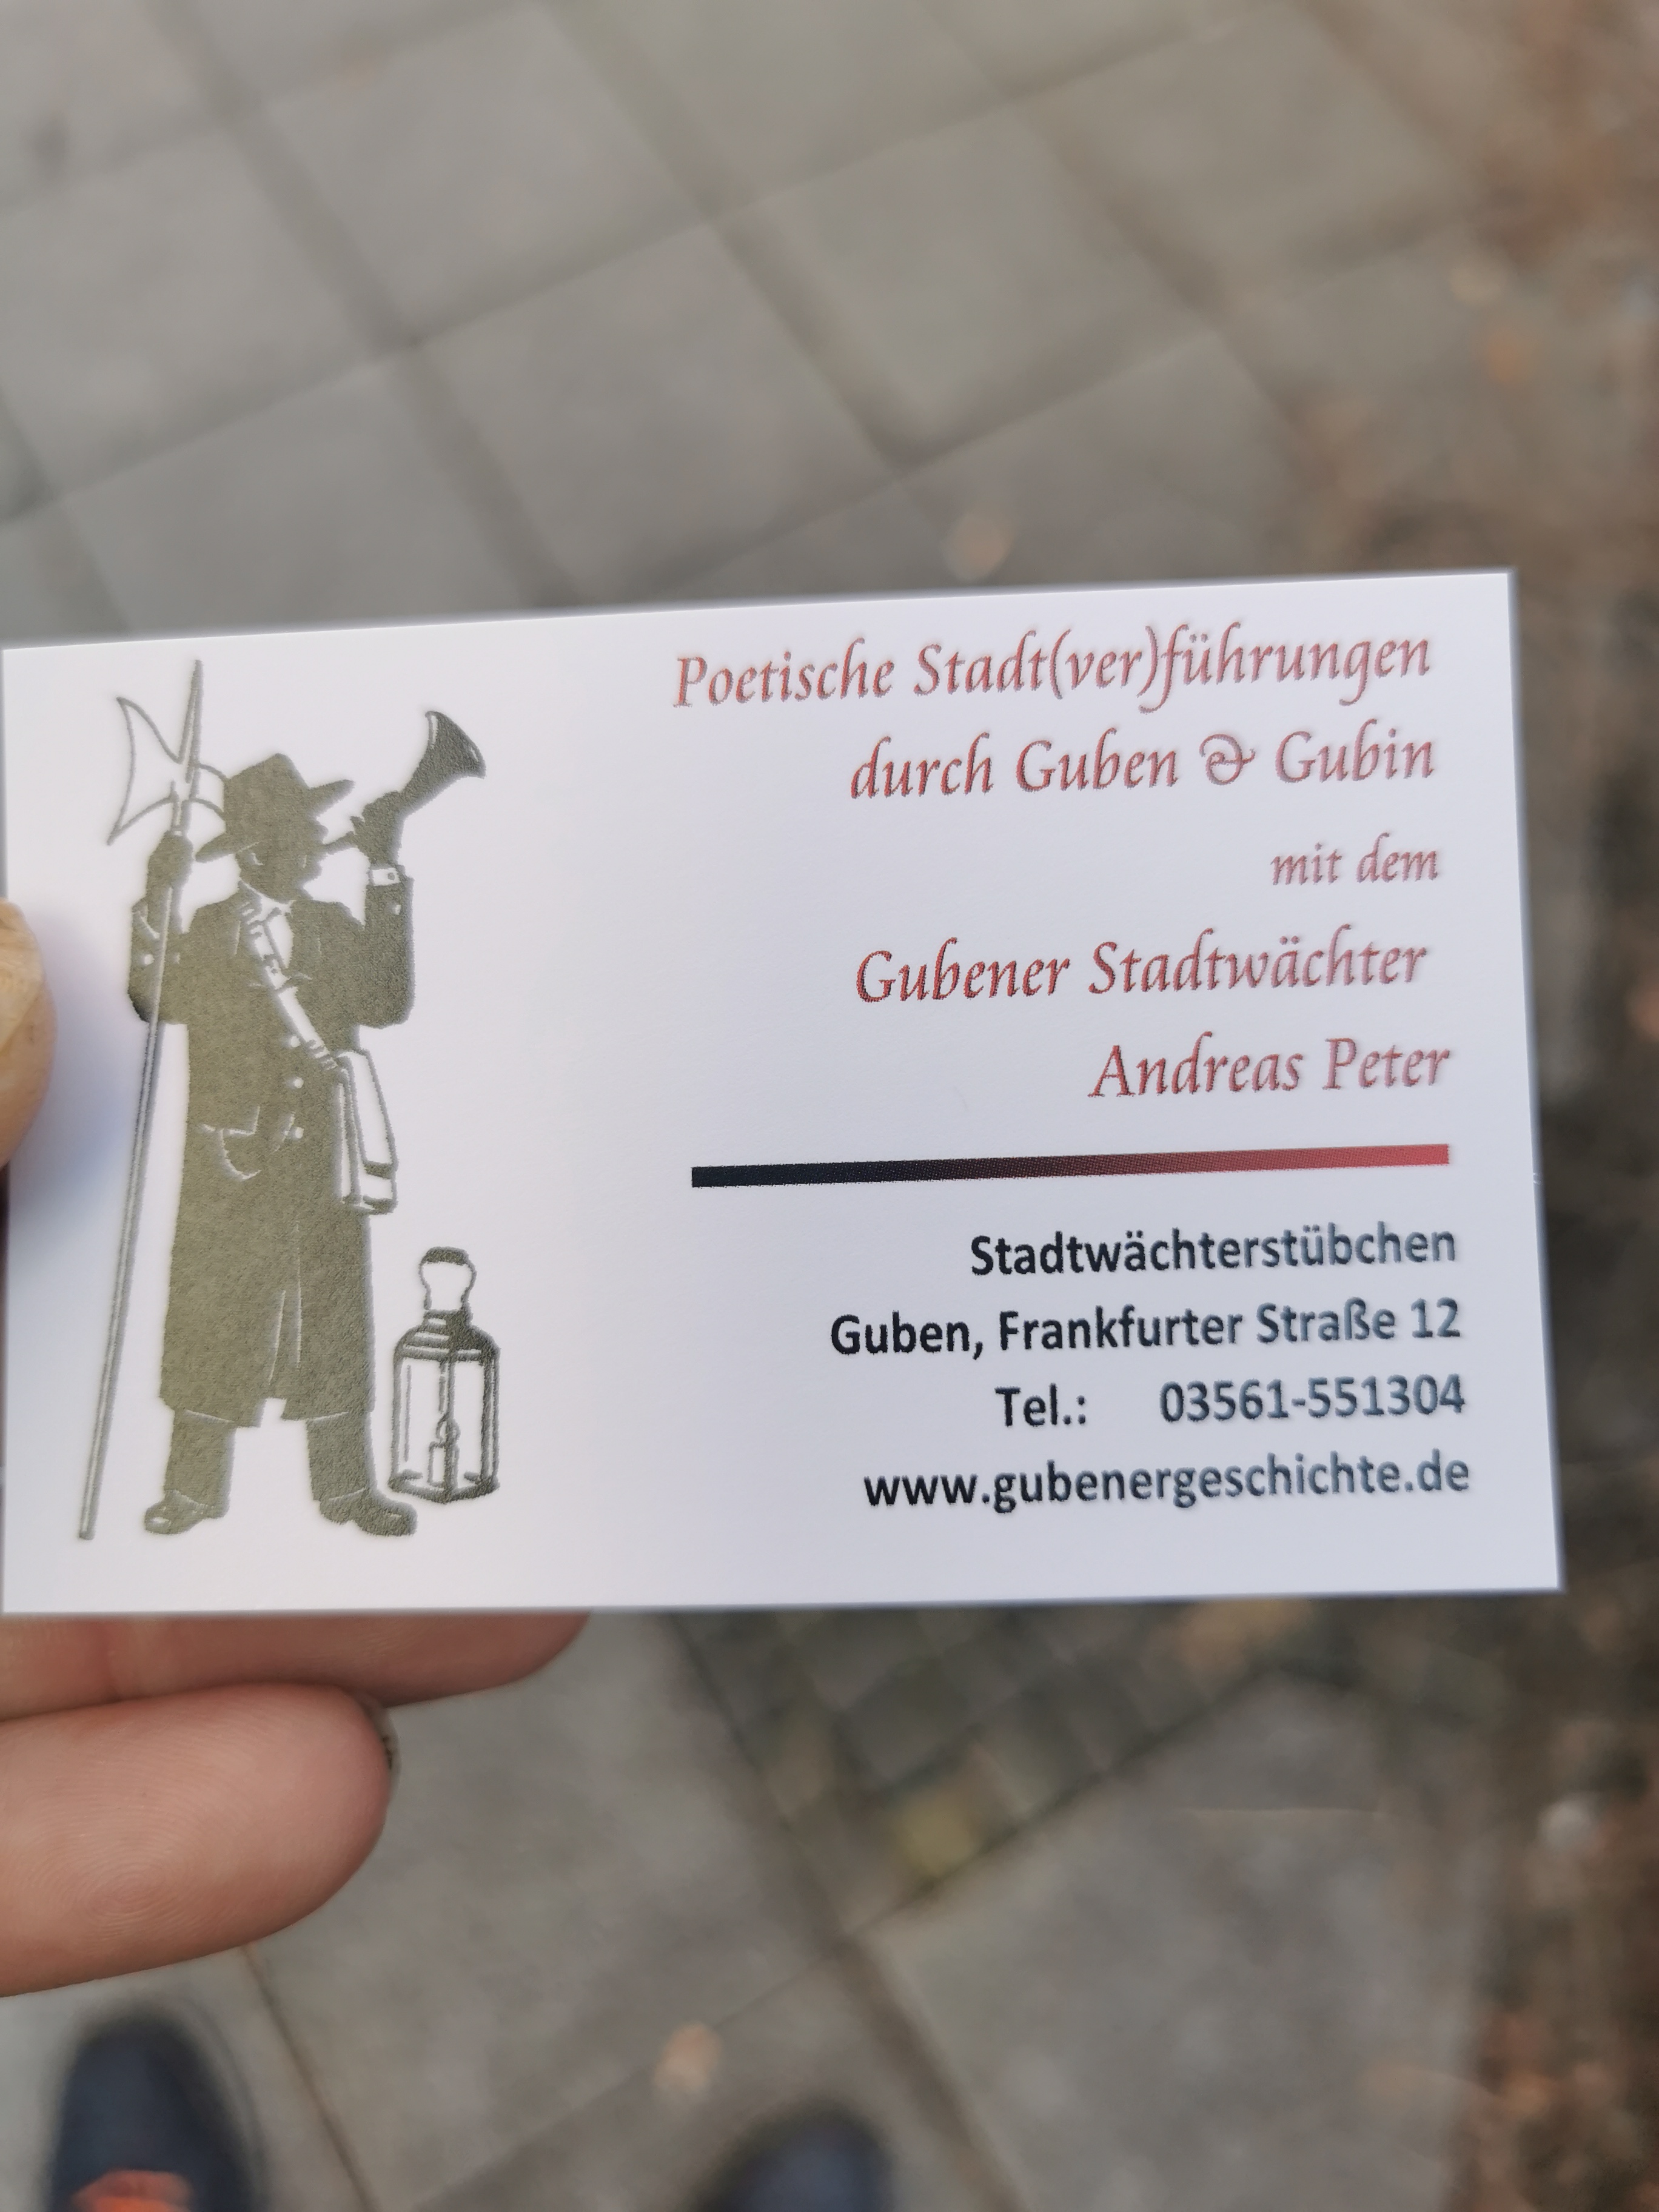 Poetische Stadt(ver)führungen
durch Guben & Gubin
mit dem
Gubener Stadtwächter
Andreas Peter
Stadtwächterstübchen
Guben, Frankfurter Straße 12
Tel.: 03561-551304
www.gubenergeschichte.de